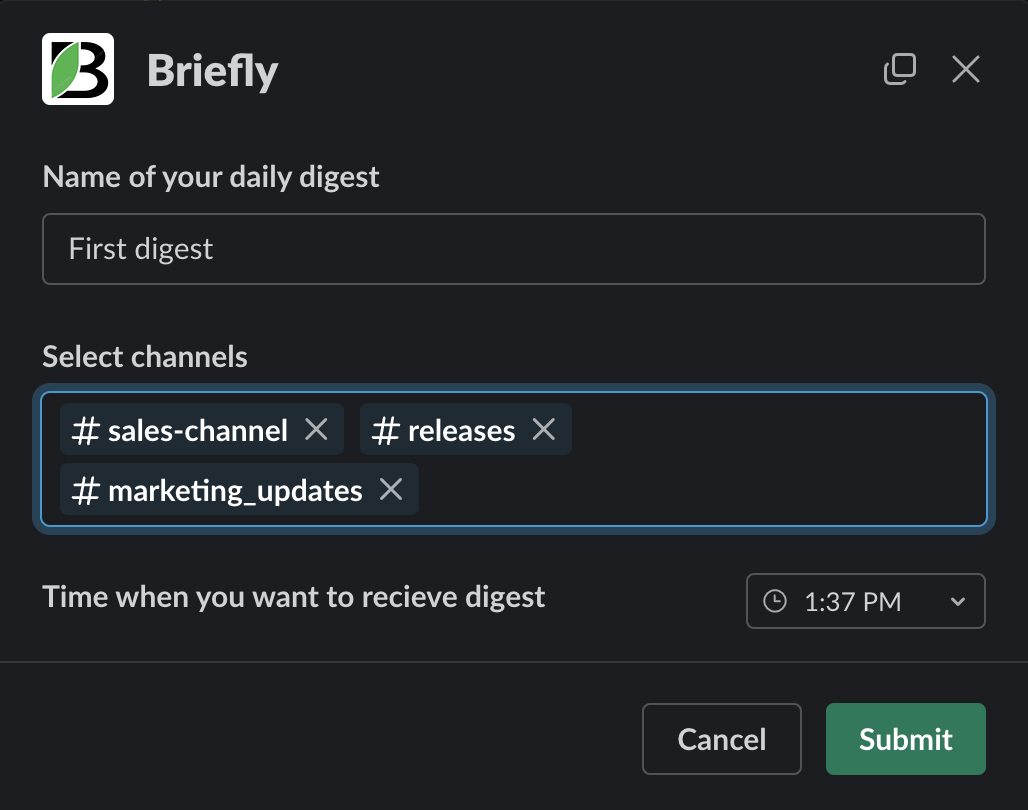 B
Briefly
Name of your daily digest
First digest
Select channels
# sales-channel # releases
# marketing_updates
Time when you want to recieve digest
1:37 PM
Cancel Submit